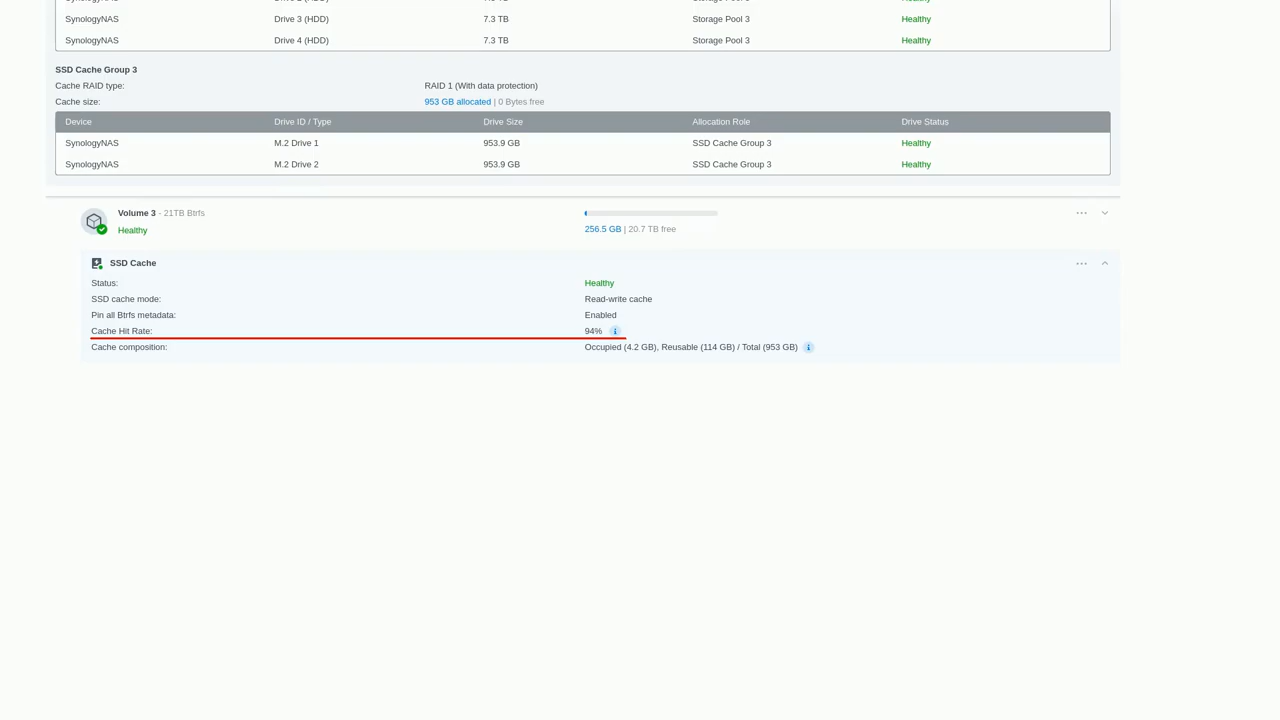 SynologyNAS Drive 3 (HDD) 7.3 TB Storage Pool 3 Healthy
SynologyNAS Drive 4 (HDD) 7.3 TB Storage Pool 3 Healthy
SSD Cache Group 3
Cache RAID type: RAID 1 (With data protection)
Cache size: 953 GB allocated | 0 Bytes free
Device Drive ID / Type Drive Size Allocation Role Drive Status
SynologyNAS M.2 Drive 1 953.9 GB SSD Cache Group 3 Healthy
SynologyNAS M.2 Drive 2 953.9 GB SSD Cache Group 3 Healthy
Volume 3 - 21TB Btrfs
Healthy 256.5 GB | 20.7 TB free
SSD Cache
Status: Healthy
SSD cache mode: Read-write cache
Pin all Btrfs metadata: Enabled
Cache Hit Rate: 94%
Cache composition: Occupied (4.2 GB), Reusable (114 GB) / Total (953 GB)